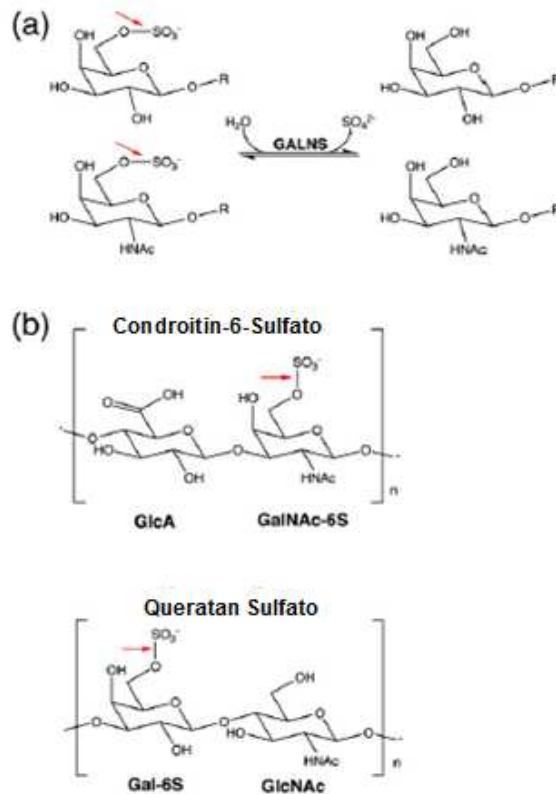 (a)
OH O SO₃⁻
HO O O R
OH
OH O SO₃⁻
HO O O R
HNAc
H₂O SO₄²⁻
GALNS
OH HO
HO O O R
OH
OH HO
HO O O R
HNAc
(b)
Condroitin-6-Sulfato
SO₃⁻
O OH HO O
O HO O O O O
OH HNAc
n
GlcA GalNAc-6S
Queratan Sulfato
SO₃⁻
OH O OH
O O O HO O O
OH HNAc
n
Gal-6S GlcNAc